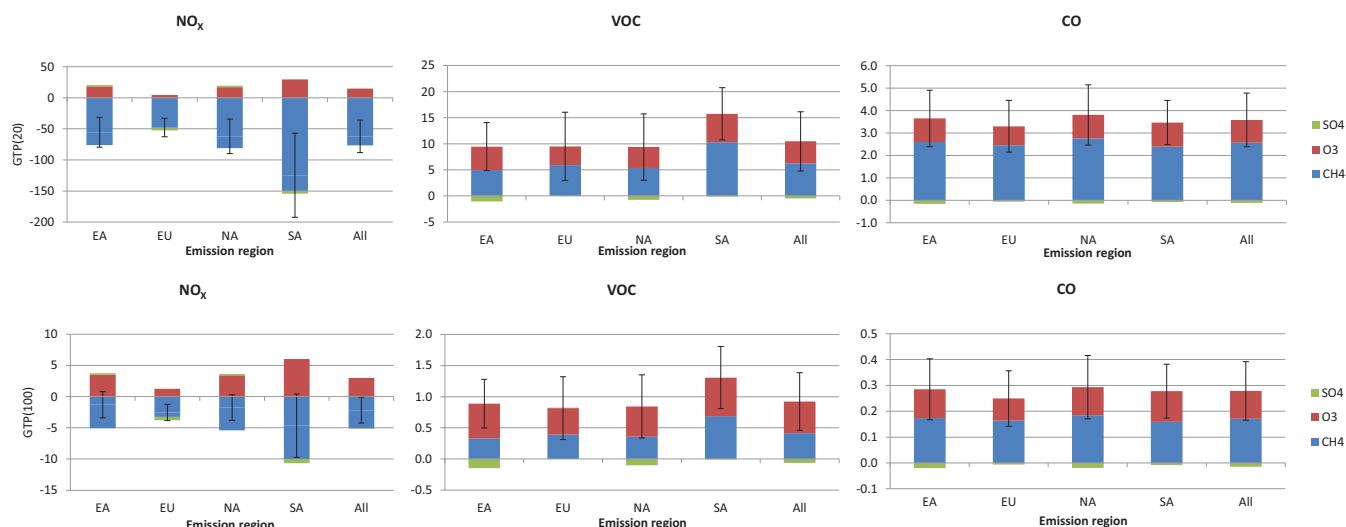 NOX
VOC
CO
GTP(20)
50
0
-50
-100
-150
-200
EA EU NA SA All
Emission region
25
20
15
10
5
0
-5
EA EU NA SA All
Emission region
6.0
5.0
4.0
3.0
2.0
1.0
0.0
-1.0
EA EU NA SA All
Emission region
SO4
O3
CH4
NOX
VOC
CO
GTP(100)
10
5
0
-5
-10
-15
EA EU NA SA All
Emission region
2.0
1.5
1.0
0.5
0.0
-0.5
EA EU NA SA All
Emission region
0.5
0.4
0.3
0.2
0.1
0.0
-0.1
EA EU NA SA All
Emission region
SO4
O3
CH4